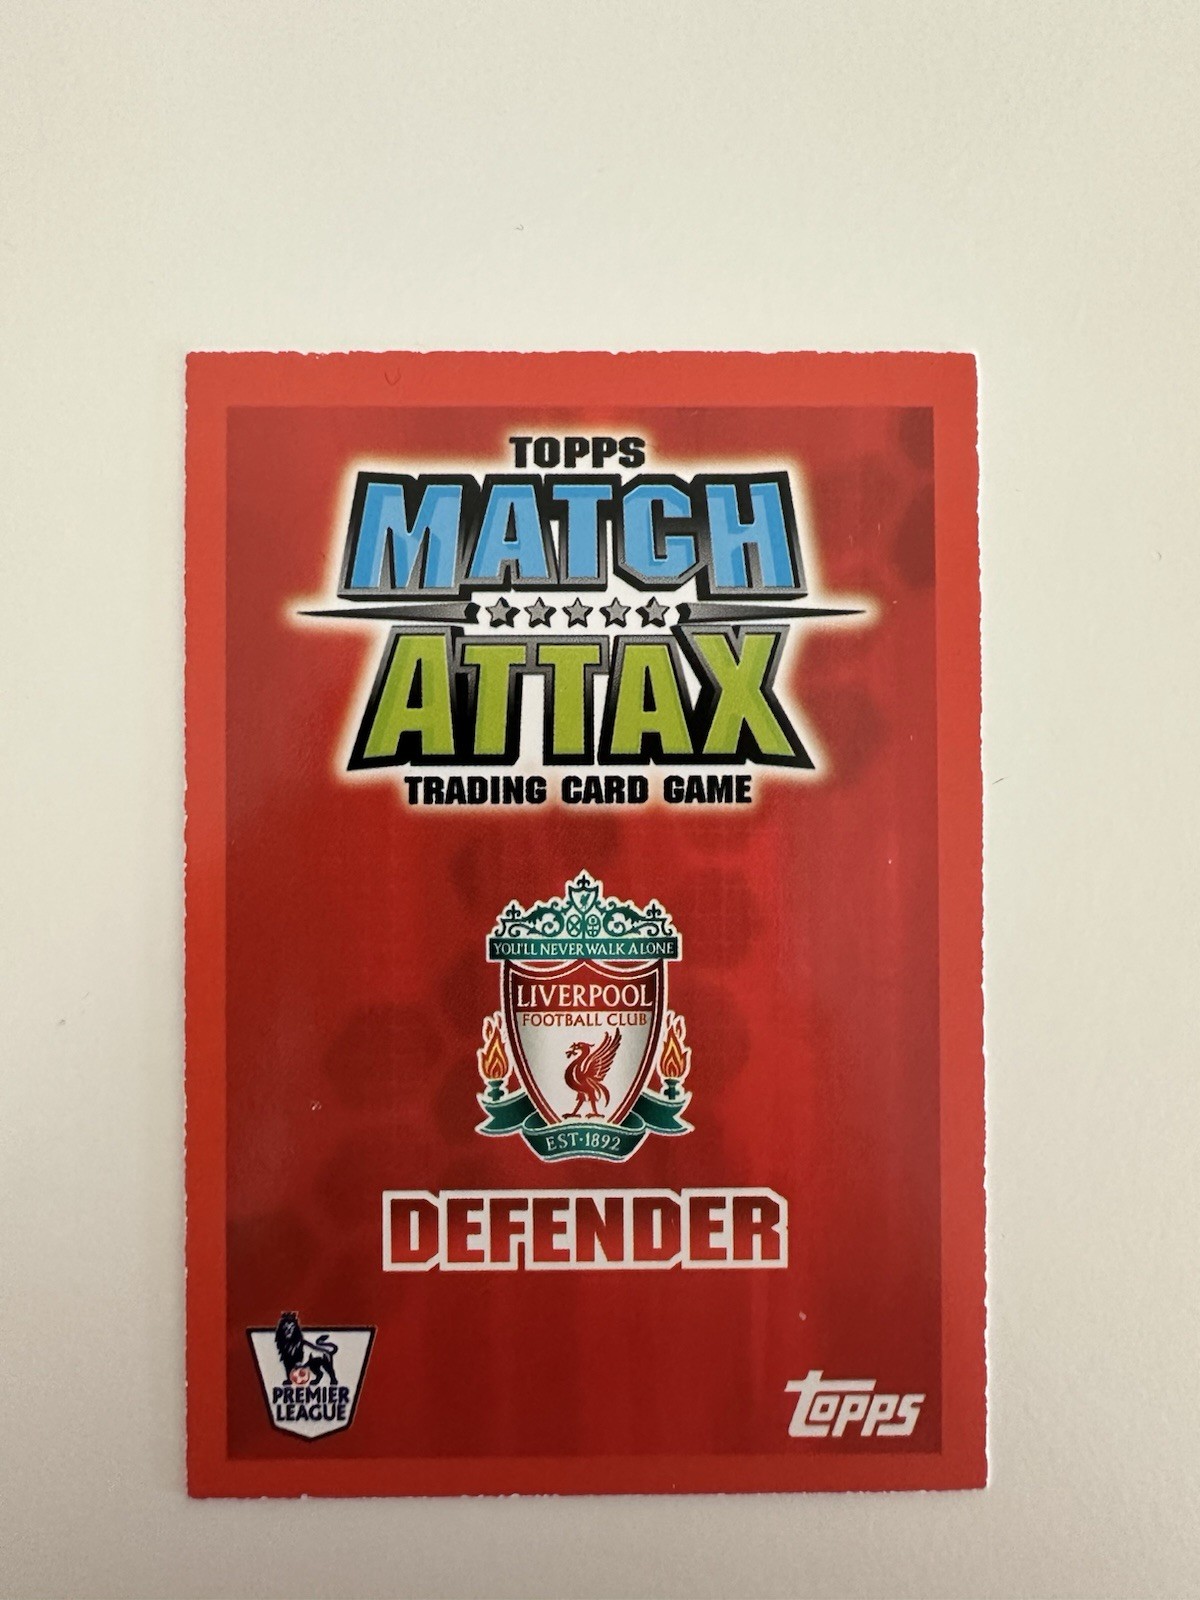 TOPPS
MATCH
ATTAX
TRADING CARD GAME
YOU'LL NEVER WALK ALONE
LIVERPOOL
FOOTBALL CLUB
EST·1892
DEFENDER
PREMIER
LEAGUE
topps